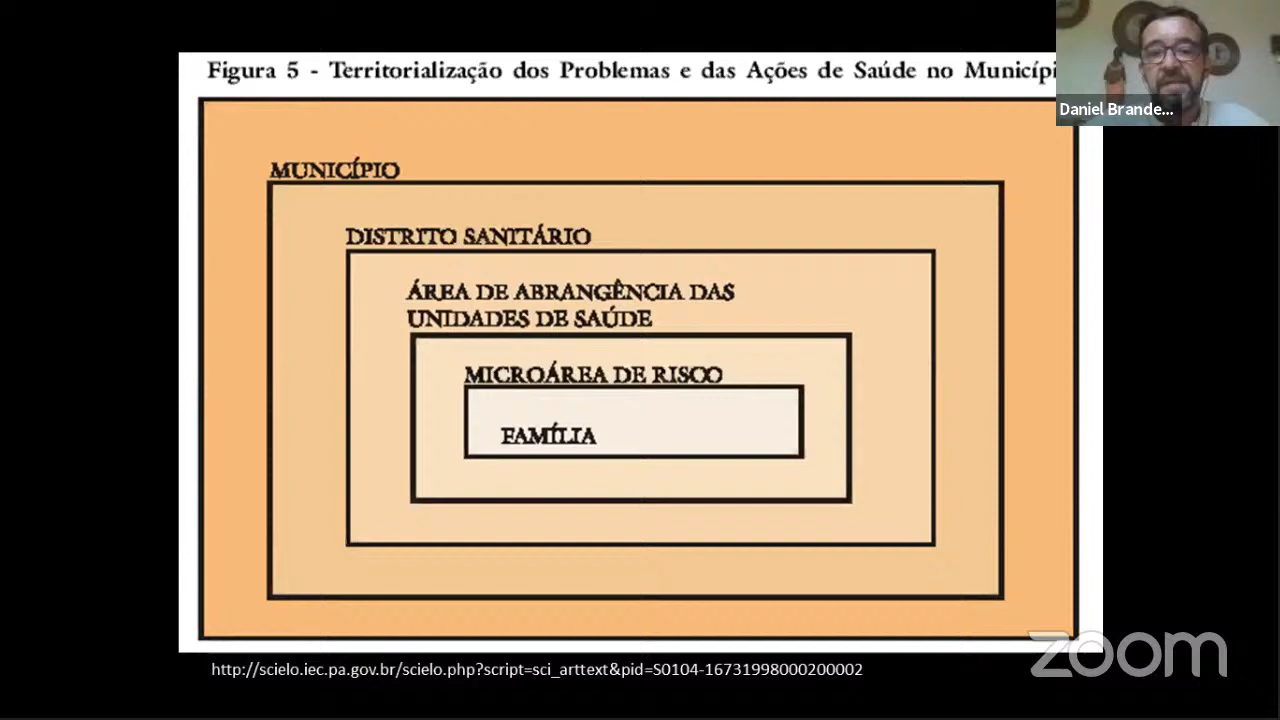 Figura 5 - Territorialização dos Problemas e das Ações de Saúde no Municípi
Daniel Brande...
MUNICÍPIO
DISTRITO SANITÁRIO
ÁREA DE ABRANGÊNCIA DAS
UNIDADES DE SAÚDE
MICROÁREA DE RISCO
FAMÍLIA
zoom
http://scielo.iec.pa.gov.br/scielo.php?script=sci_arttext&pid=S0104-16731998000200002